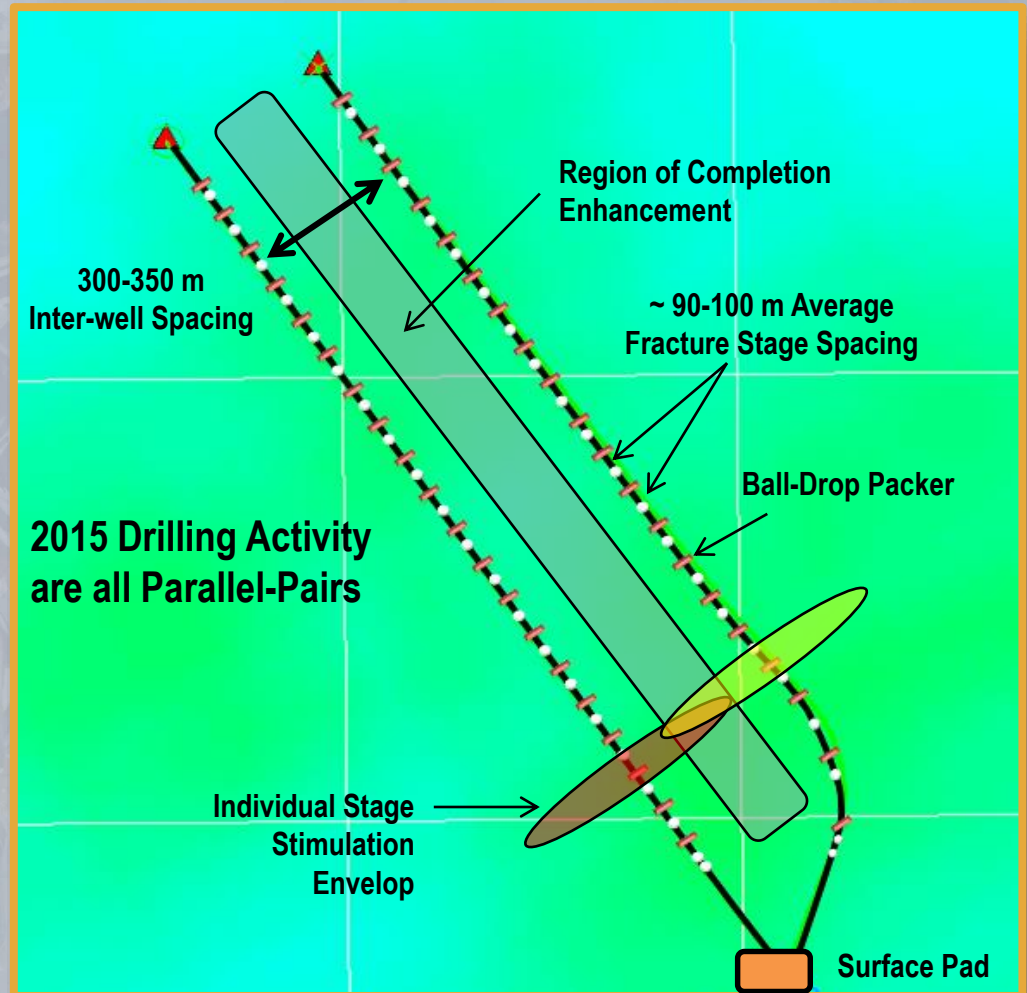 Region of Completion
Enhancement
300-350 m
Inter-well Spacing
~ 90-100 m Average
Fracture Stage Spacing
Ball-Drop Packer
2015 Drilling Activity
are all Parallel-Pairs
Individual Stage
Stimulation
Envelop
Surface Pad